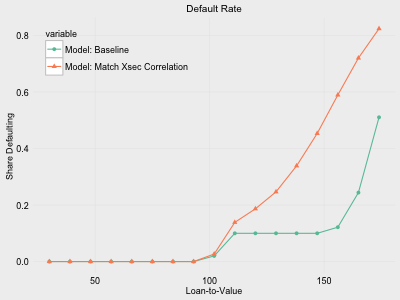 Default Rate
variable
Model: Baseline
Model: Match Xsec Correlation
Share Defaulting
0.8
0.6
0.4
0.2
0.0
50
100
150
Loan-to-Value